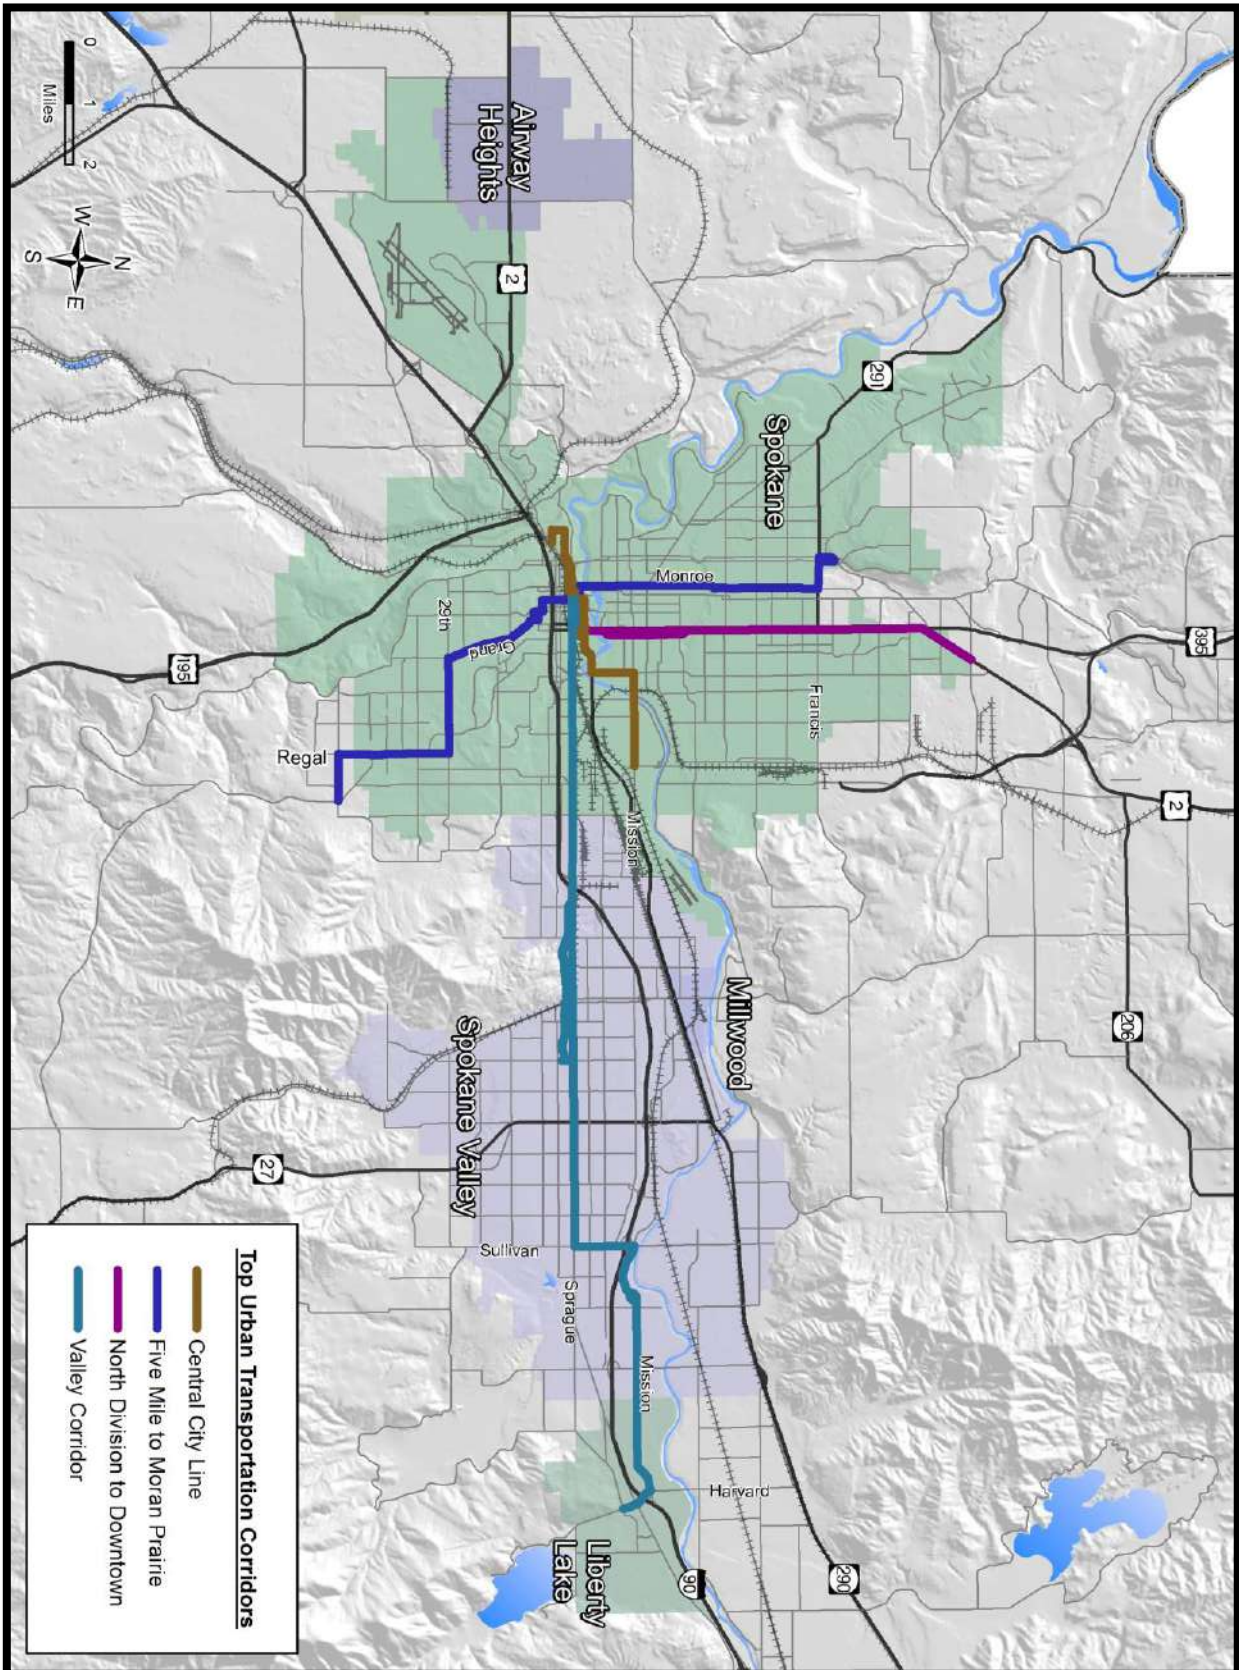 Airway
Heights
2
291
Spokane
395
2
206
Monroe
Francis
29th
Grand
195
Regal
Mission
Millwood
Spokane Valley
27
Sullivan
Sprague
Mission
Harvard
290
90
Liberty
Lake
0 1 2
Miles
N
W
E
S
Top Urban Transportation Corridors
Central City Line
Five Mile to Moran Prairie
North Division to Downtown
Valley Corridor